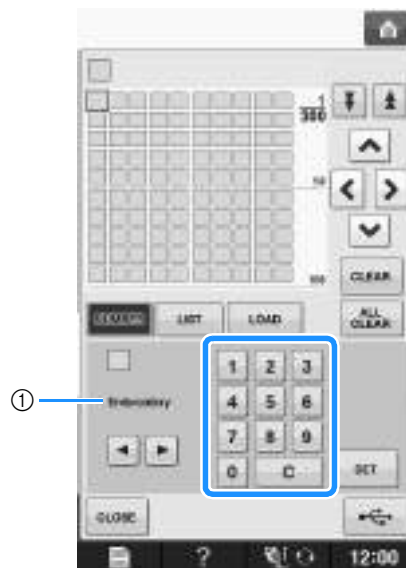 1
300
50
100
CLEAR
LIST
LOAD
ALL
CLEAR
1 2 3
① Embroidery
4 5 6
7 8 9
0 C
SET
CLOSE
?
12:00